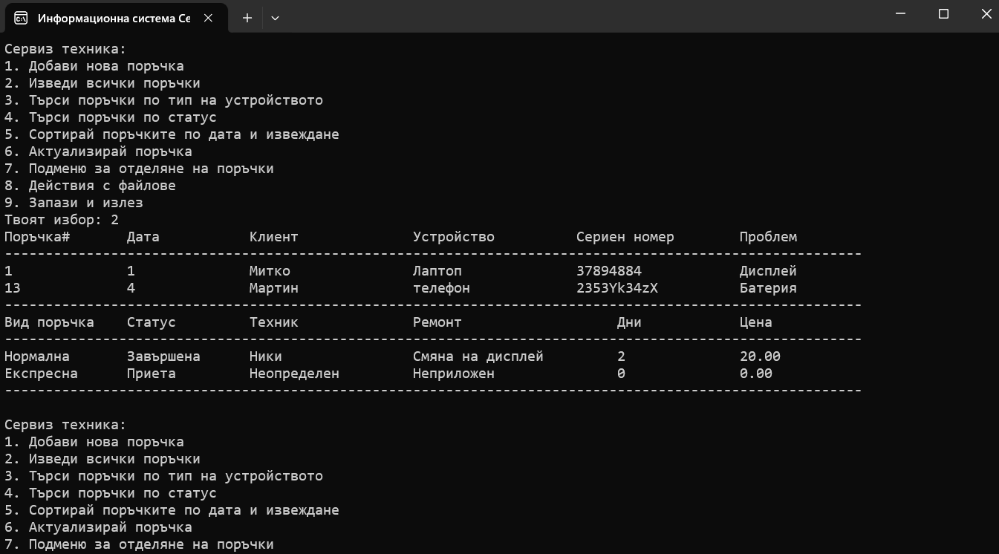 Информационна система Се
Сервиз техника:
1. Добави нова поръчка
2. Изведи всички поръчки
3. Търси поръчки по тип на устройството
4. Търси поръчки по статус
5. Сортирай поръчките по дата и извеждане
6. Актуализирай поръчка
7. Подменю за отделяне на поръчки
8. Действия с файлове
9. Запази и излез
Твоят избор: 2
Поръчка# Дата Клиент Устройство Сериен номер Проблем
---------------------------------------------------------------------------------------------------------
1 1 Митко Лаптоп 37894884 Дисплей
13 4 Мартин телефон 2353Yk34zX Батерия
---------------------------------------------------------------------------------------------------------
Вид поръчка Статус Техник Ремонт Дни Цена
---------------------------------------------------------------------------------------------------------
Нормална Завършена Ники Смяна на дисплей 2 20.00
Експресна Приета Неопределен Неприложен 0 0.00
---------------------------------------------------------------------------------------------------------
Сервиз техника:
1. Добави нова поръчка
2. Изведи всички поръчки
3. Търси поръчки по тип на устройството
4. Търси поръчки по статус
5. Сортирай поръчките по дата и извеждане
6. Актуализирай поръчка
7. Подменю за отделяне на поръчки